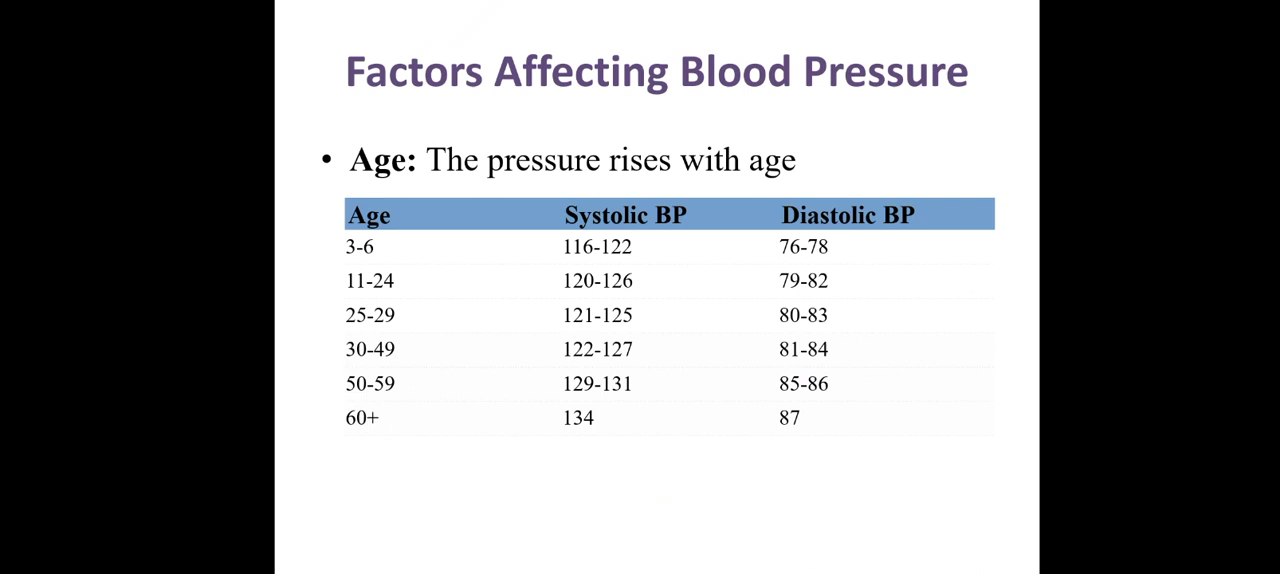 Factors Affecting Blood Pressure
• Age: The pressure rises with age
Age Systolic BP Diastolic BP
3-6 116-122 76-78
11-24 120-126 79-82
25-29 121-125 80-83
30-49 122-127 81-84
50-59 129-131 85-86
60+ 134 87